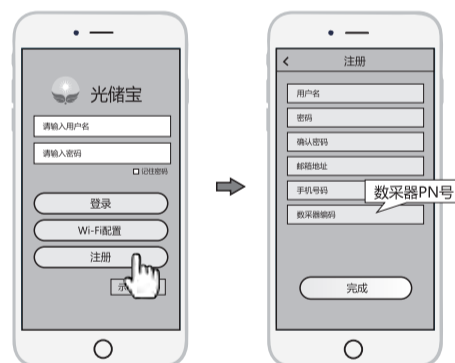 光储宝
请输入用户名
请输入密码
记住密码
登录
Wi-Fi配置
注册
示
注册
用户名
密码
确认密码
邮箱地址
手机号码
数采器PN号
数采器编码
完成